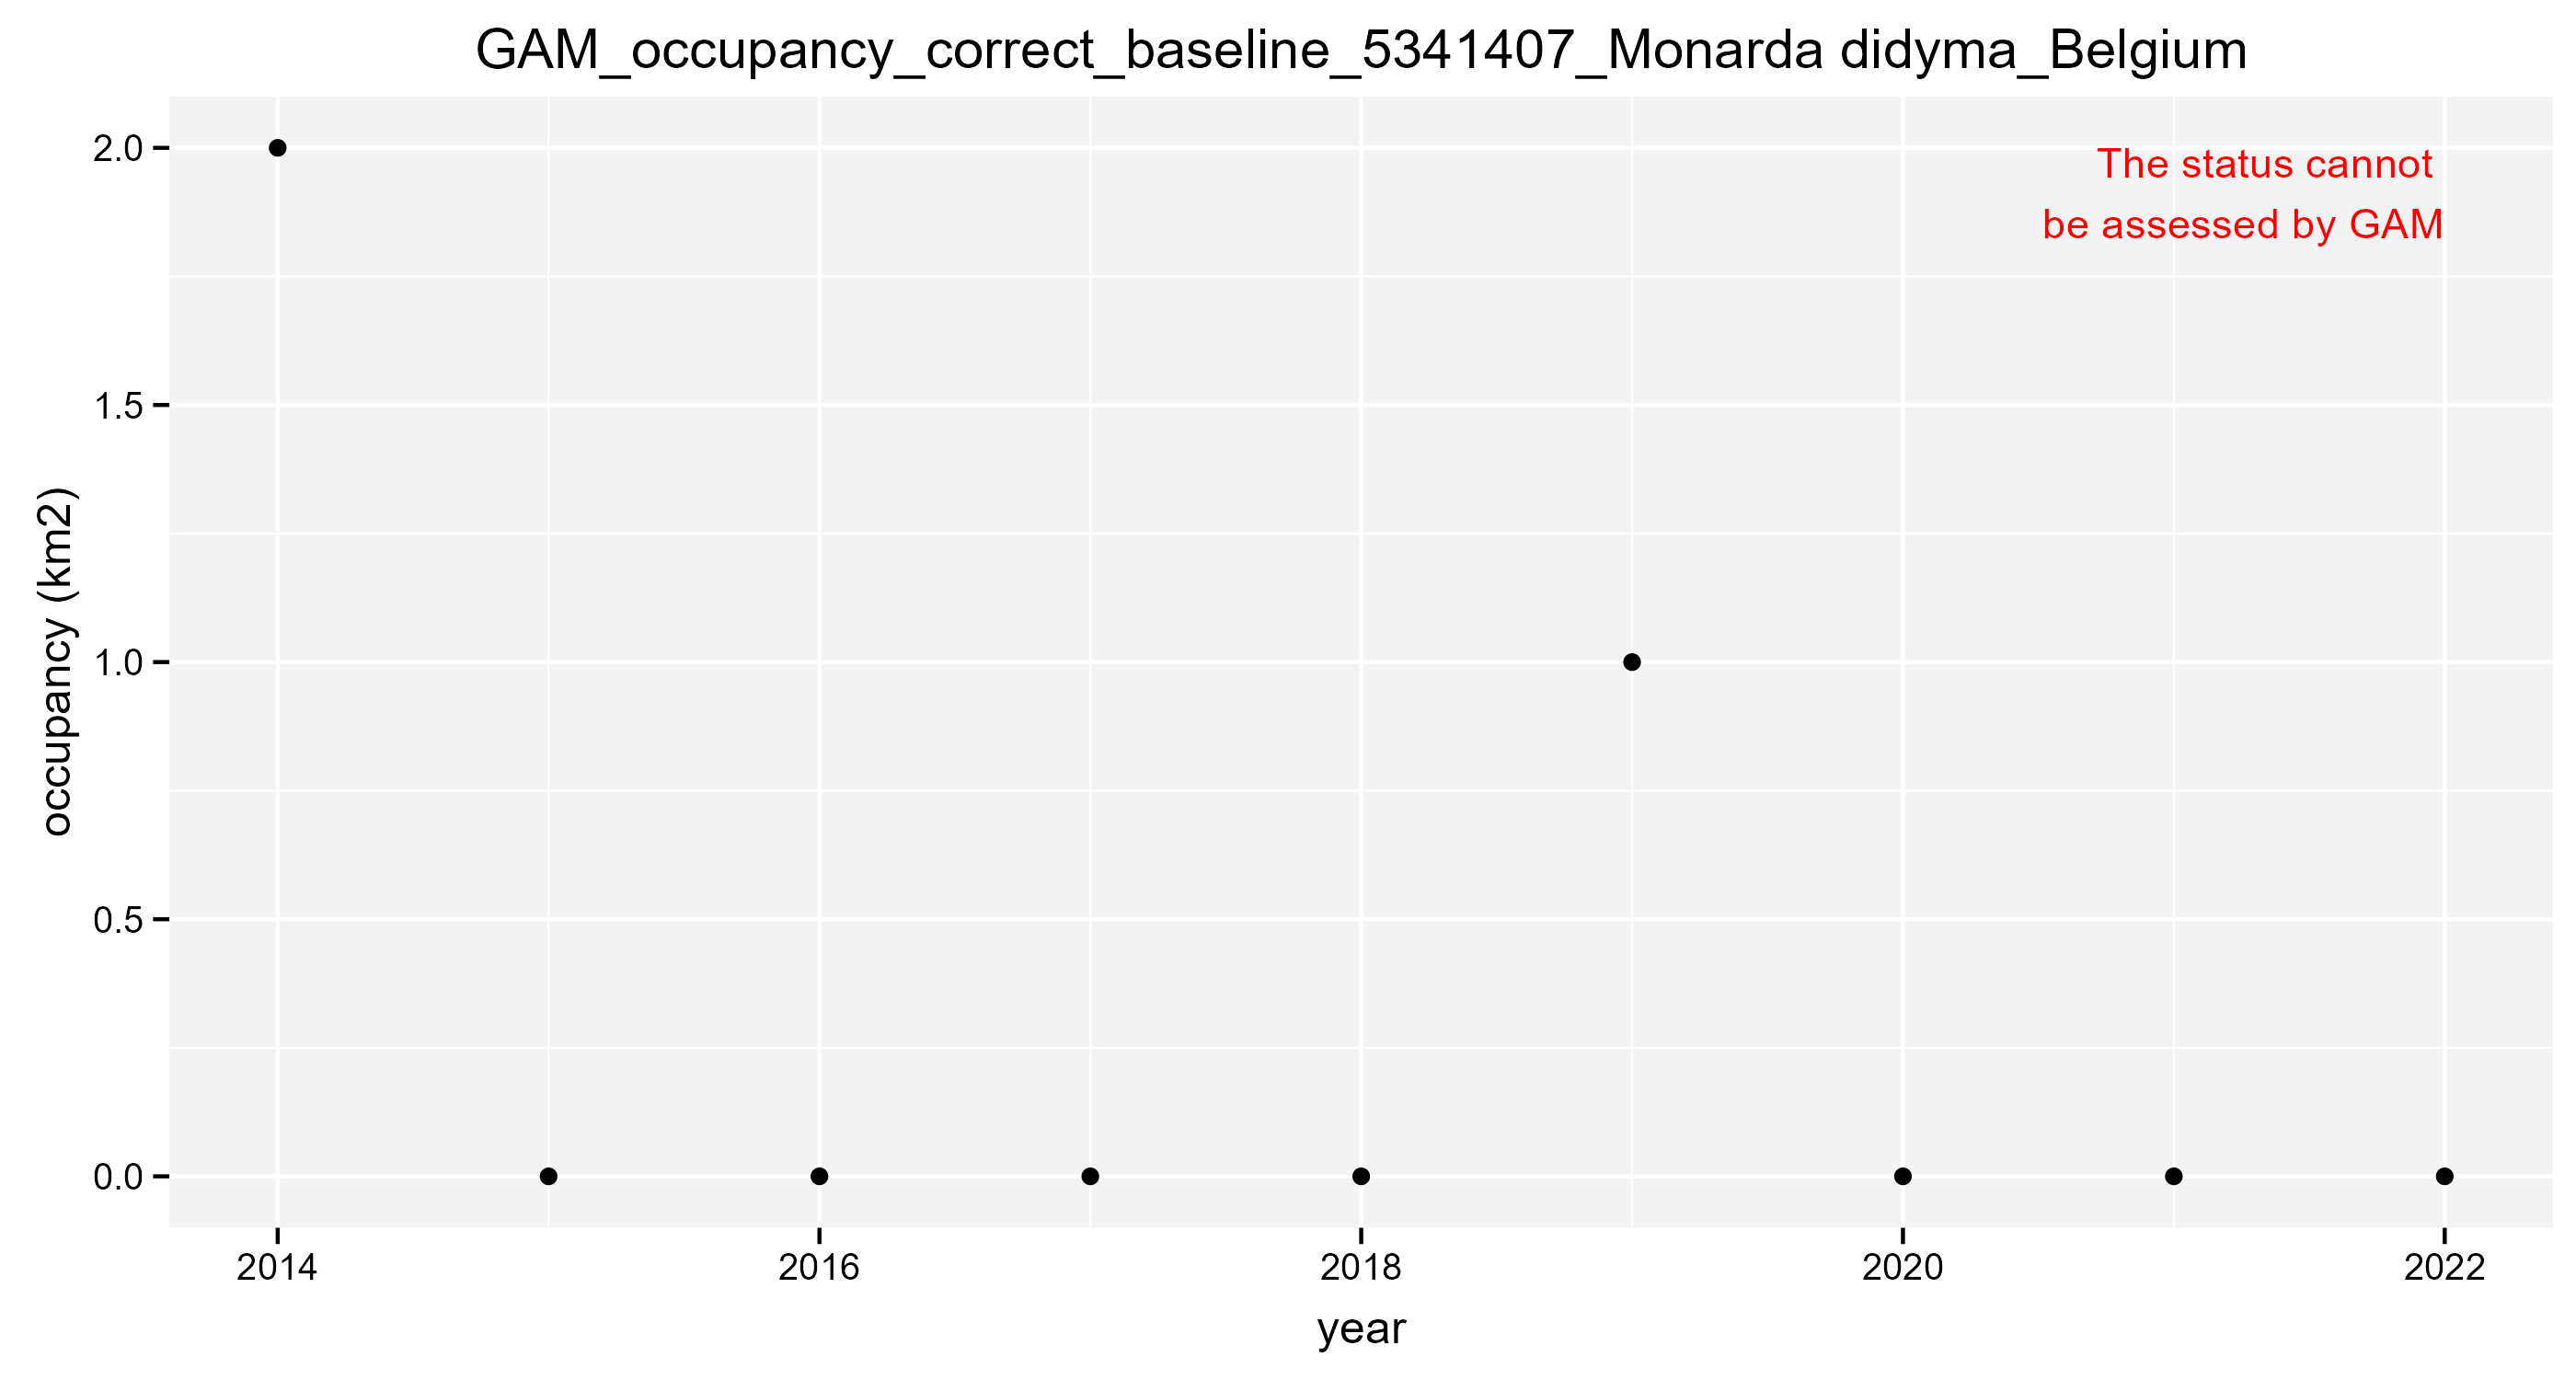 GAM_occupancy_correct_baseline_5341407_Monarda didyma_Belgium
The status cannot
be assessed by GAM
occupancy (km2)
2.0
1.5
1.0
0.5
0.0
2014 2016 2018 2020 2022
year